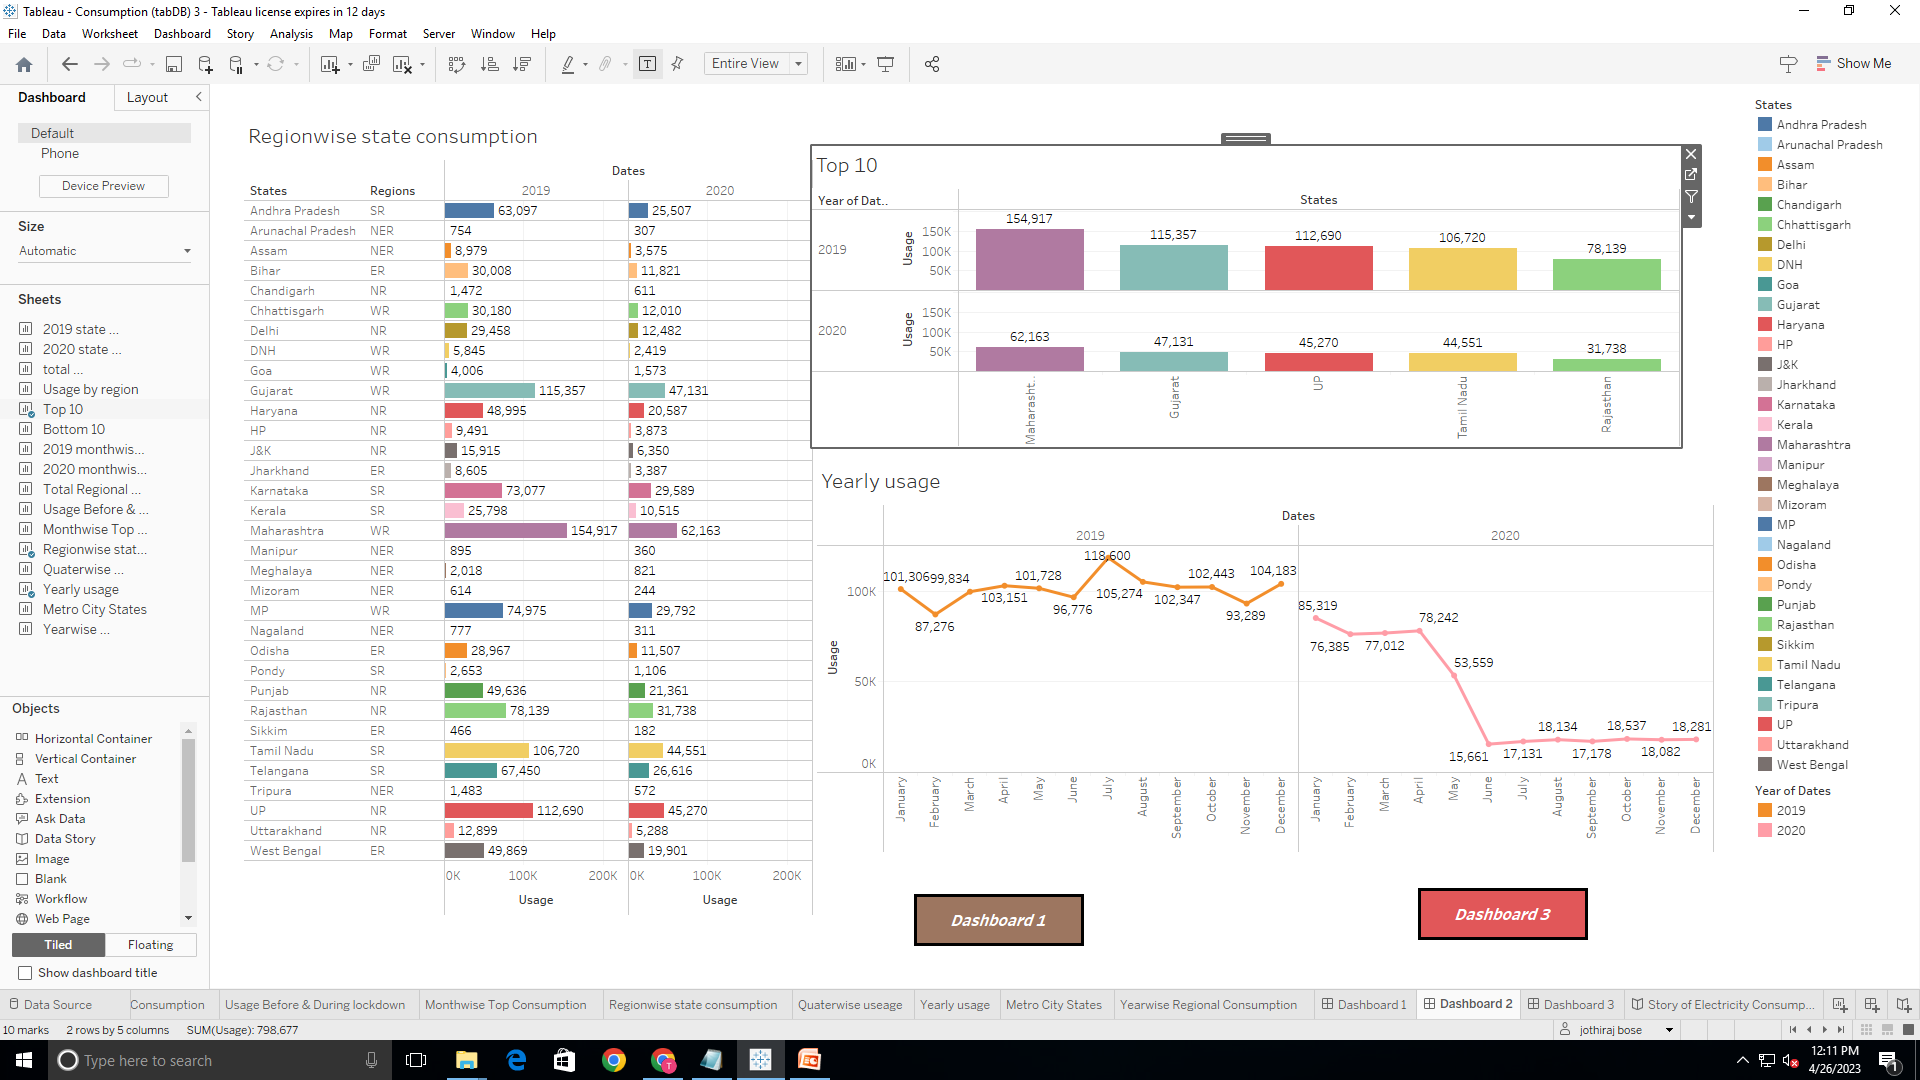 Tableau - Consumption (tabDB) 3 - Tableau license expires in 12 days
File Data Worksheet Dashboard Story Analysis Map Format Server Window Help
Entire View Show Me
Dashboard Layout
Default
Phone
Device Preview
Size
Automatic
Sheets
2019 state ...
2020 state ...
total ...
Usage by region
Top 10
Bottom 10
2019 monthwis...
2020 monthwis...
Total Regional ...
Usage Before & ...
Monthwise Top ...
Regionwise stat...
Quaterwise ...
Yearly usage
Metro City States
Yearwise ...
Objects
Horizontal Container
Vertical Container
Text
Extension
Ask Data
Data Story
Image
Blank
Workflow
Web Page
Tiled Floating
Show dashboard title
Regionwise state consumption
Dates
States Regions 2019 2020
Andhra Pradesh SR 63,097 25,507
Arunachal Pradesh NER 754 307
Assam NER 8,979 3,575
Bihar ER 30,008 11,821
Chandigarh NR 1,472 611
Chhattisgarh WR 30,180 12,010
Delhi NR 29,458 12,482
DNH WR 5,845 2,419
Goa WR 4,006 1,573
Gujarat WR 115,357 47,131
Haryana NR 48,995 20,587
HP NR 9,491 3,873
J&K NR 15,915 6,350
Jharkhand ER 8,605 3,387
Karnataka SR 73,077 29,589
Kerala SR 25,798 10,515
Maharashtra WR 154,917 62,163
Manipur NER 895 360
Meghalaya NER 2,018 821
Mizoram NER 614 244
MP WR 74,975 29,792
Nagaland NER 777 311
Odisha ER 28,967 11,507
Pondy SR 2,653 1,106
Punjab NR 49,636 21,361
Rajasthan NR 78,139 31,738
Sikkim ER 466 182
Tamil Nadu SR 106,720 44,551
Telangana SR 67,450 26,616
Tripura NER 1,483 572
UP NR 112,690 45,270
Uttarakhand NR 12,899 5,288
West Bengal ER 49,869 19,901
0K 100K 200K 0K 100K 200K
Usage Usage
Top 10
Year of Dat.. States
2019 Usage 150K 100K 50K
154,917 115,357 112,690 106,720 78,139
2020 Usage 150K 100K 50K
62,163 47,131 45,270 44,551 31,738
Maharasht.. Gujarat UP Tamil Nadu Rajasthan
Yearly usage
Dates
2019 2020
Usage
100K
50K
0K
101,306 87,276 99,834 103,151 101,728 96,776 118,600 105,274 102,347 102,443 93,289 104,183
85,319 76,385 77,012 78,242 53,559 15,661 17,131 18,134 17,178 18,537 18,082 18,281
January February March April May June July August September October November December
January February March April May June July August September October November December
Dashboard 1
Dashboard 3
States
Andhra Pradesh
Arunachal Pradesh
Assam
Bihar
Chandigarh
Chhattisgarh
Delhi
DNH
Goa
Gujarat
Haryana
HP
J&K
Jharkhand
Karnataka
Kerala
Maharashtra
Manipur
Meghalaya
Mizoram
MP
Nagaland
Odisha
Pondy
Punjab
Rajasthan
Sikkim
Tamil Nadu
Telangana
Tripura
UP
Uttarakhand
West Bengal
Year of Dates
2019
2020
Data Source Consumption Usage Before & During lockdown Monthwise Top Consumption Regionwise state consumption Quaterwise useage Yearly usage Metro City States Yearwise Regional Consumption Dashboard 1 Dashboard 2 Dashboard 3 Story of Electricity Consump...
10 marks 2 rows by 5 columns SUM(Usage): 798,677 jothiraj bose
Type here to search
12:11 PM
4/26/2023
1